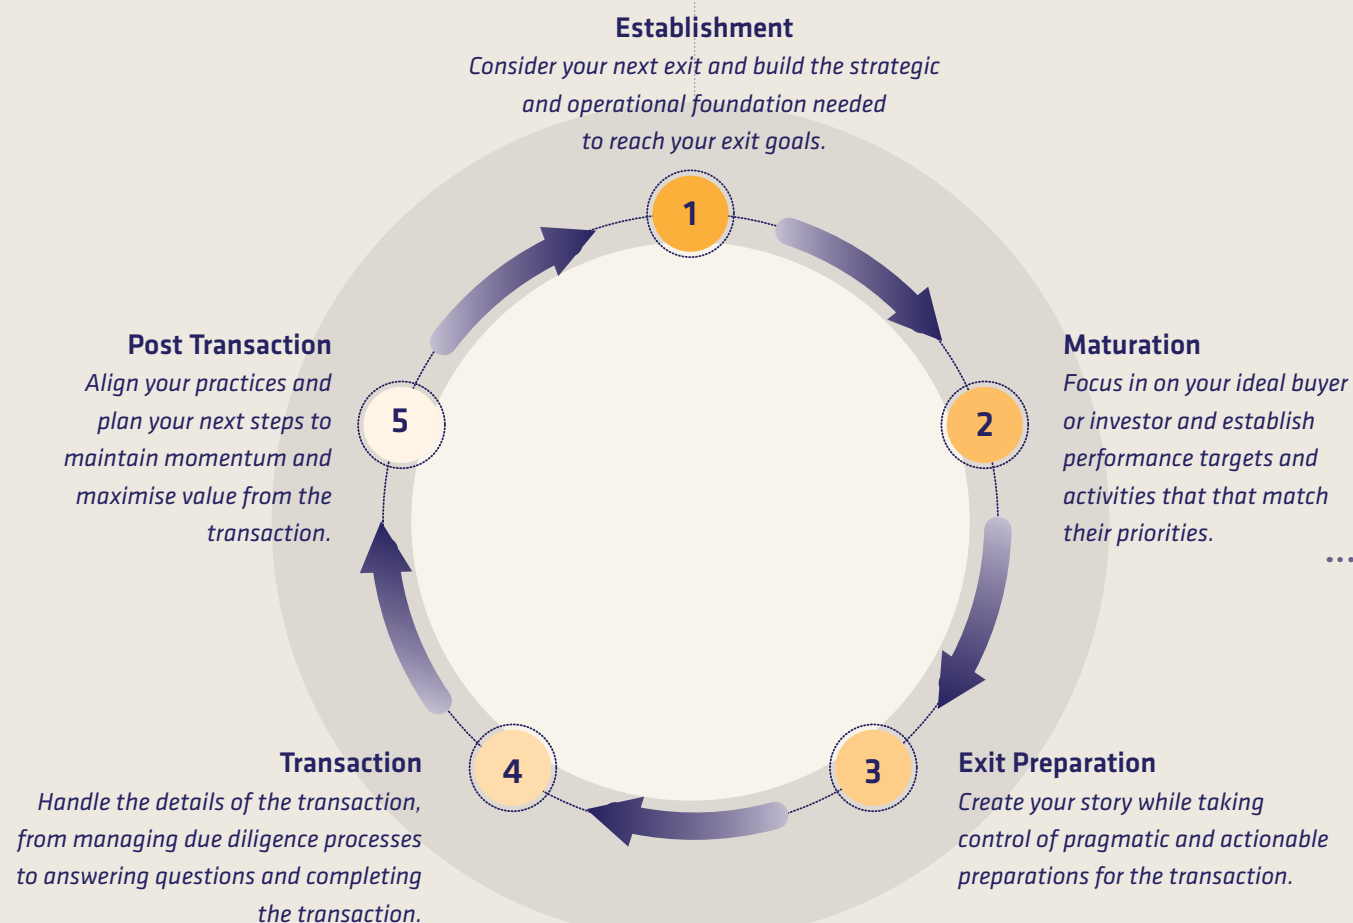 Establishment
Consider your next exit and build the strategic
and operational foundation needed
to reach your exit goals.
1
Maturation
Focus in on your ideal buyer
or investor and establish
performance targets and
activities that that match
their priorities.
2
Exit Preparation
Create your story while taking
control of pragmatic and actionable
preparations for the transaction.
3
Transaction
Handle the details of the transaction,
from managing due diligence processes
to answering questions and completing
the transaction.
4
Post Transaction
Align your practices and
plan your next steps to
maintain momentum and
maximise value from the
transaction.
5